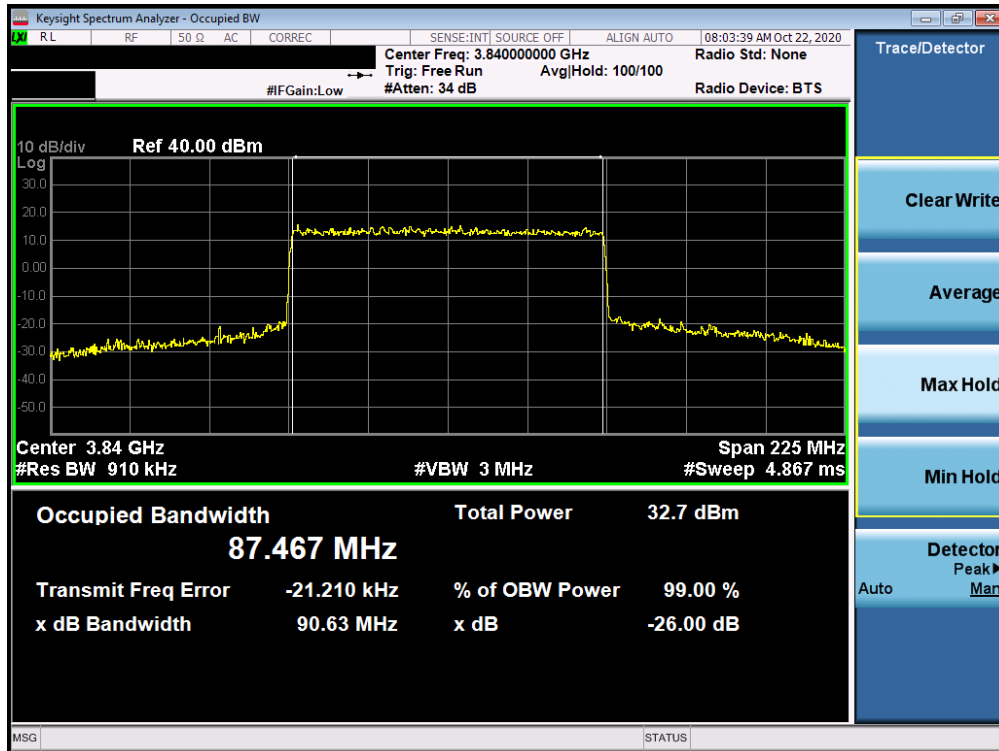 Keysight Spectrum Analyzer - Occupied BW
LXI RL RF 50 Ω AC CORREC SENSE:INT SOURCE OFF ALIGN AUTO 08:03:39 AM Oct 22, 2020
Center Freq: 3.840000000 GHz Radio Std: None
Trig: Free Run Avg|Hold: 100/100
#IFGain:Low #Atten: 34 dB Radio Device: BTS
Trace/Detector
10 dB/div Ref 40.00 dBm
Log
30.0
20.0
10.0
0.00
-10.0
-20.0
-30.0
-40.0
-50.0
Center 3.84 GHz Span 225 MHz
#Res BW 910 kHz #VBW 3 MHz #Sweep 4.867 ms
Occupied Bandwidth Total Power 32.7 dBm
87.467 MHz
Transmit Freq Error -21.210 kHz % of OBW Power 99.00 %
x dB Bandwidth 90.63 MHz x dB -26.00 dB
Clear Write
Average
Max Hold
Min Hold
Detector
Peak
Auto Man
MSG STATUS